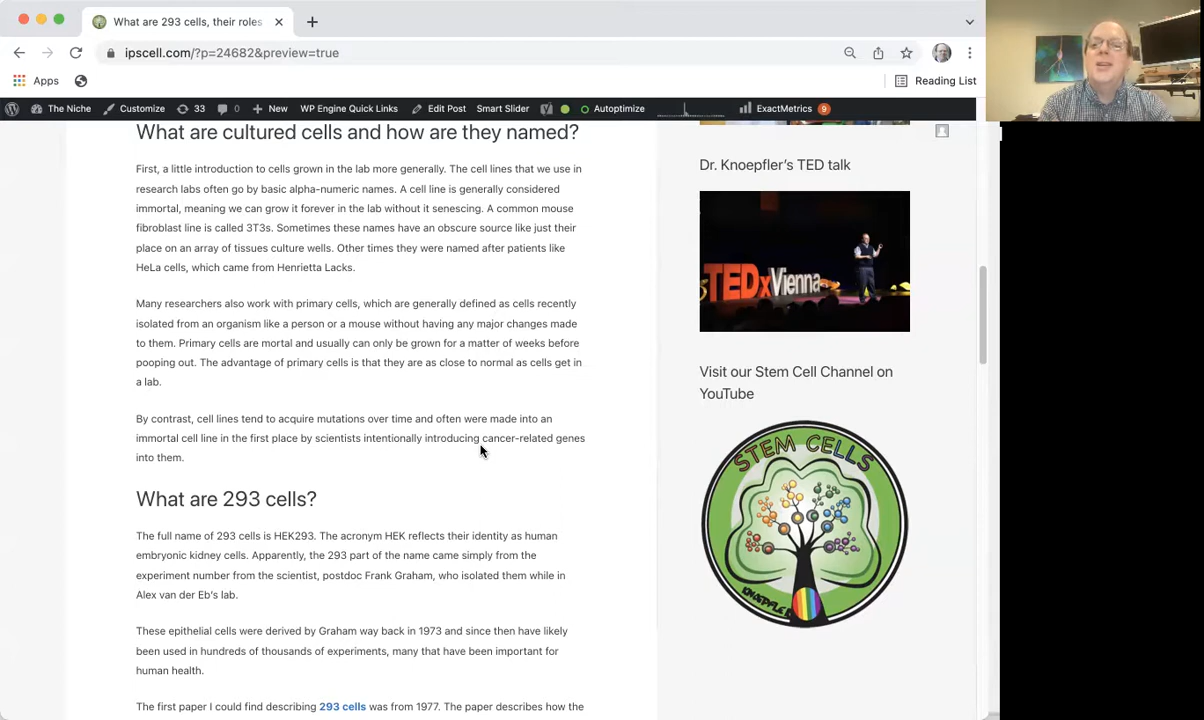 What are 293 cells, their roles
ipscell.com/?p=24682&preview=true
Apps
Reading List
The Niche
Customize
33
0
New
WP Engine Quick Links
Edit Post
Smart Slider
Autoptimize
ExactMetrics
9
What are cultured cells and how are they named?
First, a little introduction to cells grown in the lab more generally. The cell lines that we use in
research labs often go by basic alpha-numeric names. A cell line is generally considered
immortal, meaning we can grow it forever in the lab without it senescing. A common mouse
fibroblast line is called 3T3s. Sometimes these names have an obscure source like just their
place on an array of tissues culture wells. Other times they were named after patients like
HeLa cells, which came from Henrietta Lacks.
Many researchers also work with primary cells, which are generally defined as cells recently
isolated from an organism like a person or a mouse without having any major changes made
to them. Primary cells are mortal and usually can only be grown for a matter of weeks before
pooping out. The advantage of primary cells is that they are as close to normal as cells get in
a lab.
By contrast, cell lines tend to acquire mutations over time and often were made into an
immortal cell line in the first place by scientists intentionally introducing cancer-related genes
into them.
What are 293 cells?
The full name of 293 cells is HEK293. The acronym HEK reflects their identity as human
embryonic kidney cells. Apparently, the 293 part of the name came simply from the
experiment number from the scientist, postdoc Frank Graham, who isolated them while in
Alex van der Eb's lab.
These epithelial cells were derived by Graham way back in 1973 and since then have likely
been used in hundreds of thousands of experiments, many that have been important for
human health.
The first paper I could find describing 293 cells was from 1977. The paper describes how the
Dr. Knoepfler's TED talk
TEDxVienna
Visit our Stem Cell Channel on
YouTube
STEM CELLS